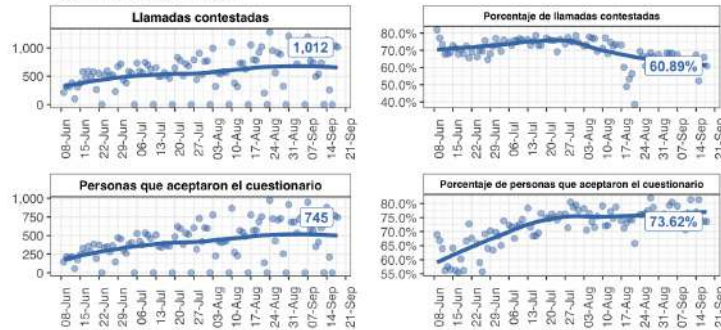 Llamadas contestadas
1,000
500
0
1,012
08-Jun 15-Jun 22-Jun 29-Jun 06-Jul 13-Jul 20-Jul 27-Jul 03-Aug 10-Aug 17-Aug 24-Aug 31-Aug 07-Sep 14-Sep 21-Sep
Porcentaje de llamadas contestadas
80.0%
70.0%
60.0%
50.0%
40.0%
60.89%
08-Jun 15-Jun 22-Jun 29-Jun 06-Jul 13-Jul 20-Jul 27-Jul 03-Aug 10-Aug 17-Aug 24-Aug 31-Aug 07-Sep 14-Sep 21-Sep
Personas que aceptaron el cuestionario
1,000
750
500
250
0
745
08-Jun 15-Jun 22-Jun 29-Jun 06-Jul 13-Jul 20-Jul 27-Jul 03-Aug 10-Aug 17-Aug 24-Aug 31-Aug 07-Sep 14-Sep 21-Sep
Porcentaje de personas que aceptaron el cuestionario
80.0%
75.0%
70.0%
65.0%
60.0%
55.0%
73.62%
08-Jun 15-Jun 22-Jun 29-Jun 06-Jul 13-Jul 20-Jul 27-Jul 03-Aug 10-Aug 17-Aug 24-Aug 31-Aug 07-Sep 14-Sep 21-Sep